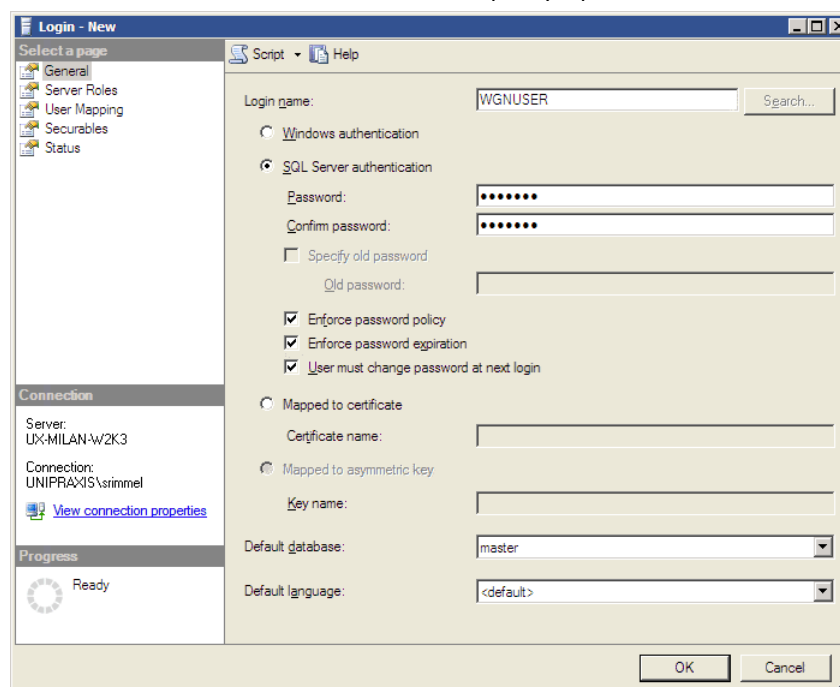 Login - New
Select a page
General
Server Roles
User Mapping
Securables
Status
Script Help
Login name: WGNUSER Search...
Windows authentication
SQL Server authentication
Password: •••••••
Confirm password: •••••••
Specify old password
Old password:
Enforce password policy
Enforce password expiration
User must change password at next login
Mapped to certificate
Certificate name:
Mapped to asymmetric key
Key name:
Default database: master
Default language: <default>
Connection
Server:
UX-MILAN-W2K3
Connection:
UNIPRAXIS\srimmel
View connection properties
Progress
Ready
OK Cancel